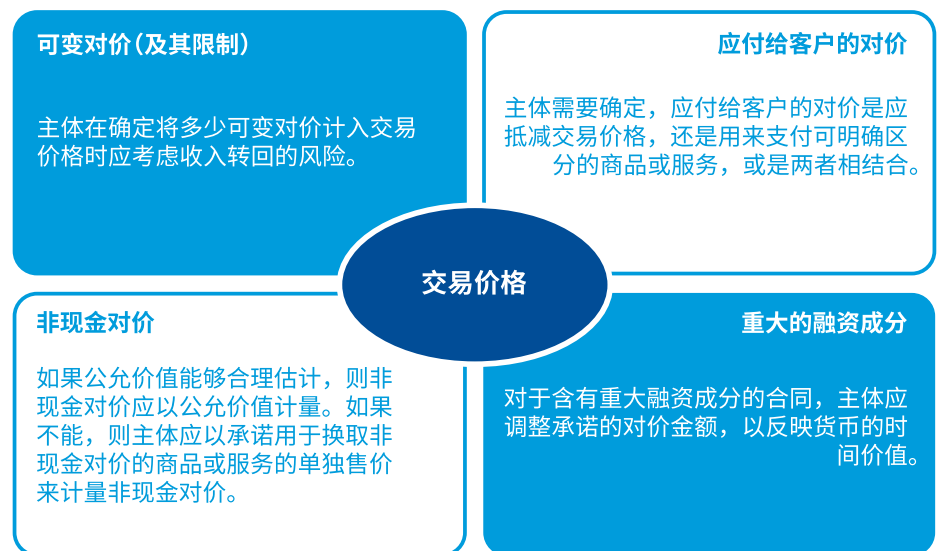 可变对价(及其限制)
主体在确定将多少可变对价计入交易
价格时应考虑收入转回的风险。
应付给客户的对价
主体需要确定，应付给客户的对价是应
抵减交易价格，还是用来支付可明确区
分的商品或服务，或是两者相结合。
交易价格
非现金对价
如果公允价值能够合理估计，则非
现金对价应以公允价值计量。如果
不能，则主体应以承诺用于换取非
现金对价的商品或服务的单独售价
来计量非现金对价。
重大的融资成分
对于含有重大融资成分的合同，主体应
调整承诺的对价金额，以反映货币的时
间价值。